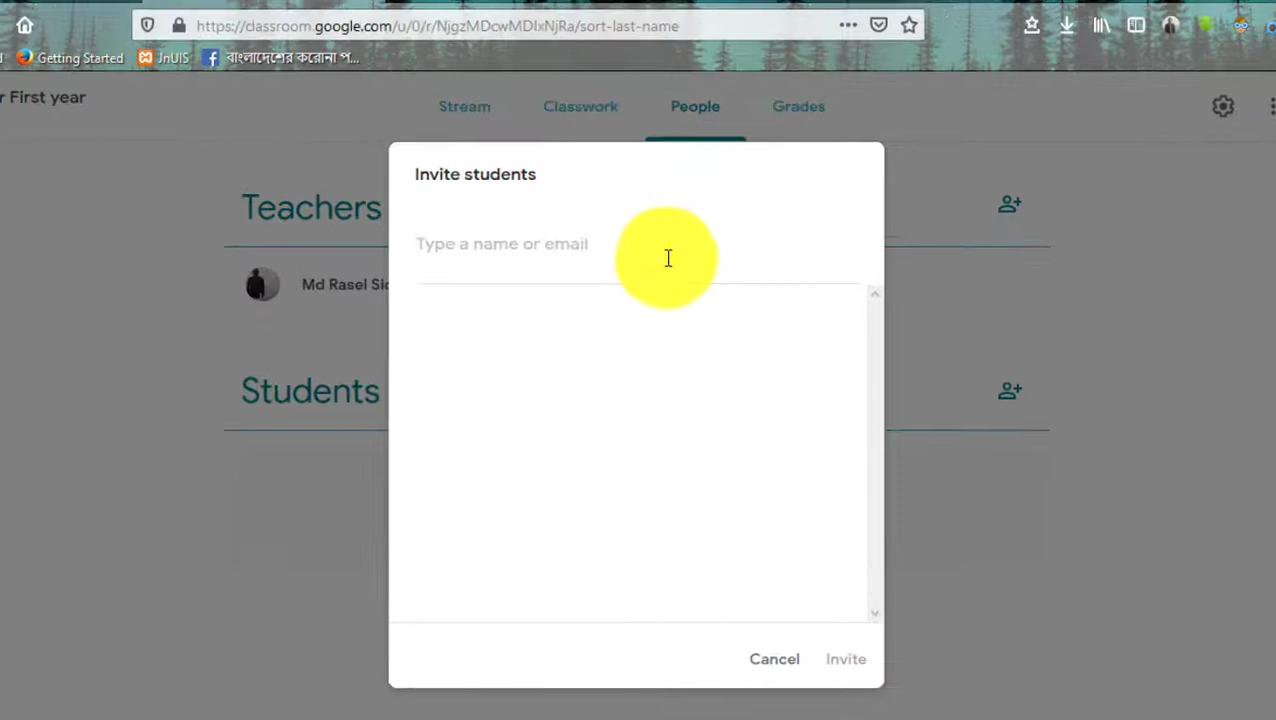 https://classroom.google.com/u/0/r/NjgzMDcwMDIxNjRa/sort-last-name
Getting Started JnUIS বাংলাদেশের করোনা প...
r First year
Stream Classwork People Grades
Invite students
Teachers
Type a name or email
Md Rasel Sic
Students
Cancel Invite